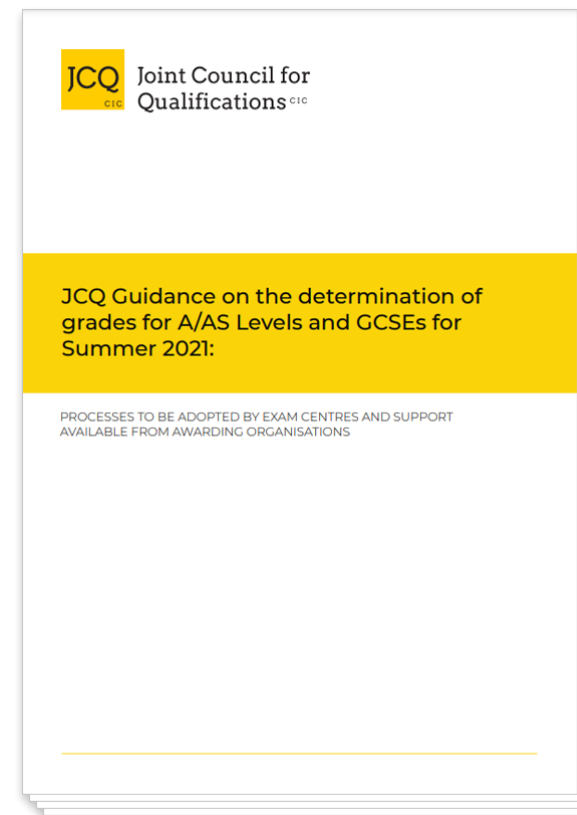 JCQ
CIC
Joint Council for
Qualifications CIC
JCQ Guidance on the determination of
grades for A/AS Levels and GCSEs for
Summer 2021:
PROCESSES TO BE ADOPTED BY EXAM CENTRES AND SUPPORT
AVAILABLE FROM AWARDING ORGANISATIONS